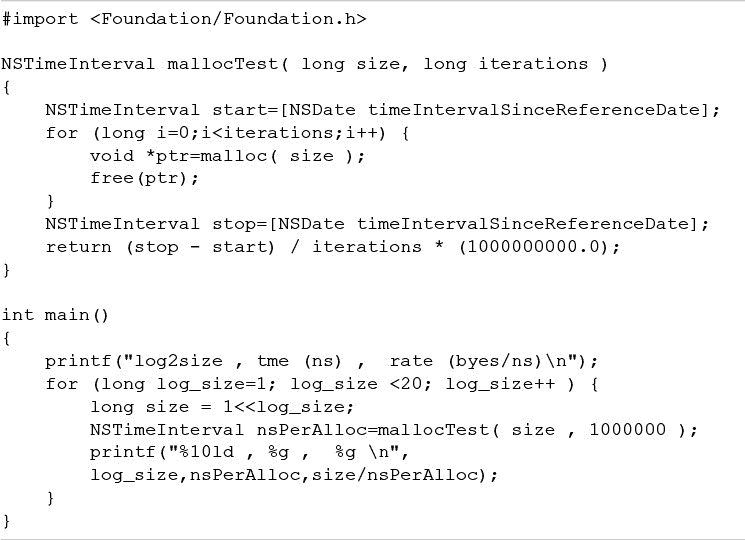 #import <Foundation/Foundation.h>

NSTimeInterval mallocTest( long size, long iterations )
{
    NSTimeInterval start=[NSDate timeIntervalSinceReferenceDate];
    for (long i=0;i<iterations;i++) {
        void *ptr=malloc( size );
        free(ptr);
    }
    NSTimeInterval stop=[NSDate timeIntervalSinceReferenceDate];
    return (stop - start) / iterations * (1000000000.0);
}

int main()
{
    printf("log2size , tme (ns) ,  rate (byes/ns)\n");
    for (long log_size=1; log_size <20; log_size++ ) {
        long size = 1<<log_size;
        NSTimeInterval nsPerAlloc=mallocTest( size , 1000000 );
        printf("%10ld , %g ,  %g \n",
        log_size,nsPerAlloc,size/nsPerAlloc);
    }
}